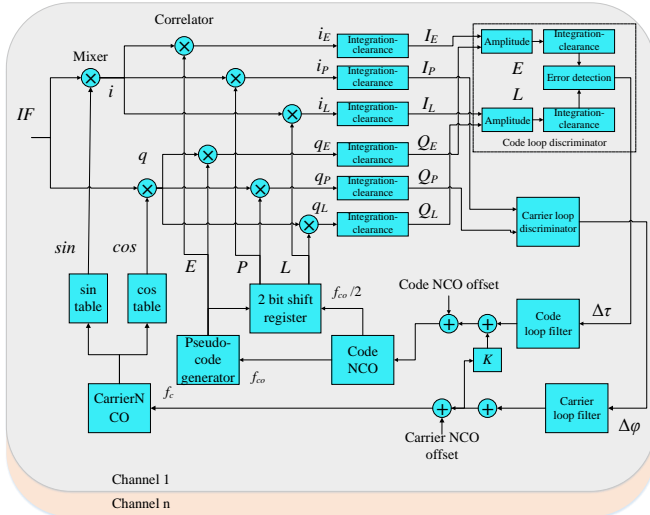 Correlator
Mixer
i_E
Integration-
clearance
I_E
Amplitude
Integration-
clearance
i_P
Integration-
clearance
I_P
E
Error detection
i
IF
i_L
Integration-
clearance
I_L
L
Amplitude
Integration-
clearance
Code loop discriminator
q
q_E
Integration-
clearance
Q_E
q_P
Integration-
clearance
Q_P
q_L
Integration-
clearance
Q_L
Carrier loop
discriminator
sin
cos
E
P
L
sin
table
cos
table
2 bit shift
register
f_co/2
Code NCO offset
Δτ
Code
loop filter
Pseudo-
code
generator
f_co
Code
NCO
K
CarrierN
CO
f_c
Carrier
loop filter
Δφ
Carrier NCO
offset
Channel 1
Channel n